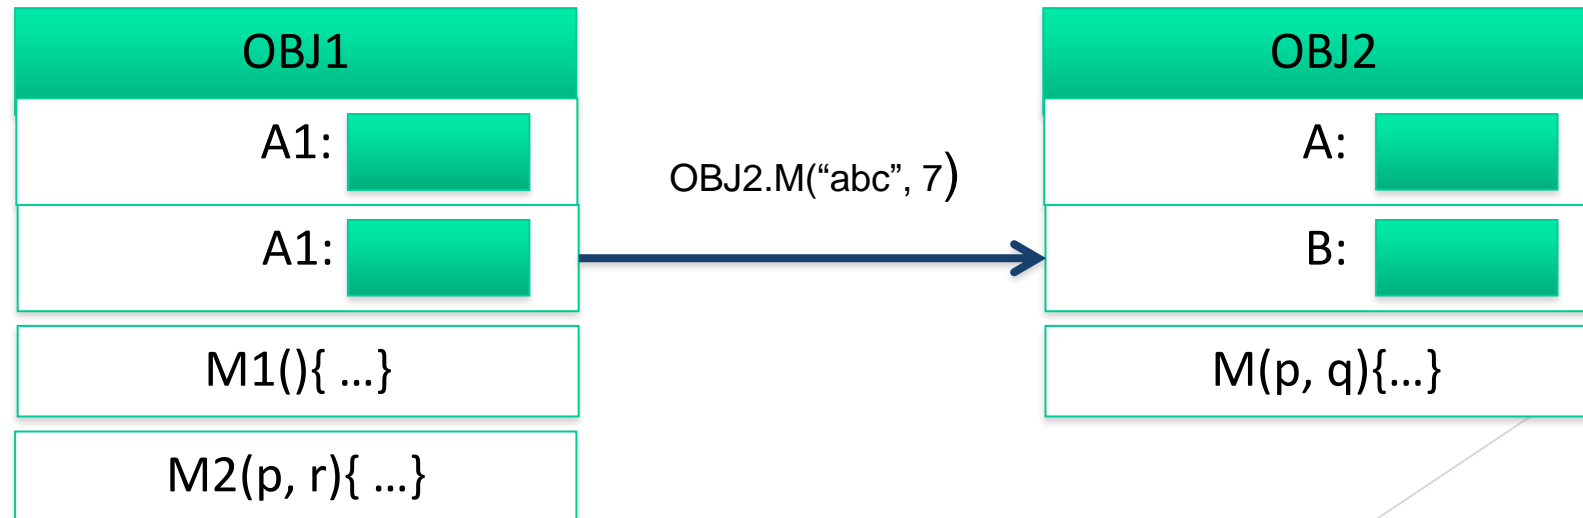 OBJ1
A1:
A1:
M1(){ …}
M2(p, r){ …}
OBJ2.M(“abc”, 7)
OBJ2
A:
B:
M(p, q){…}